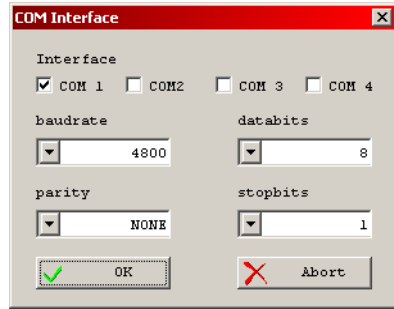 COM Interface
Interface
COM 1 COM2 COM 3 COM 4
baudrate databits
4800 8
parity stopbits
NONE 1
OK Abort